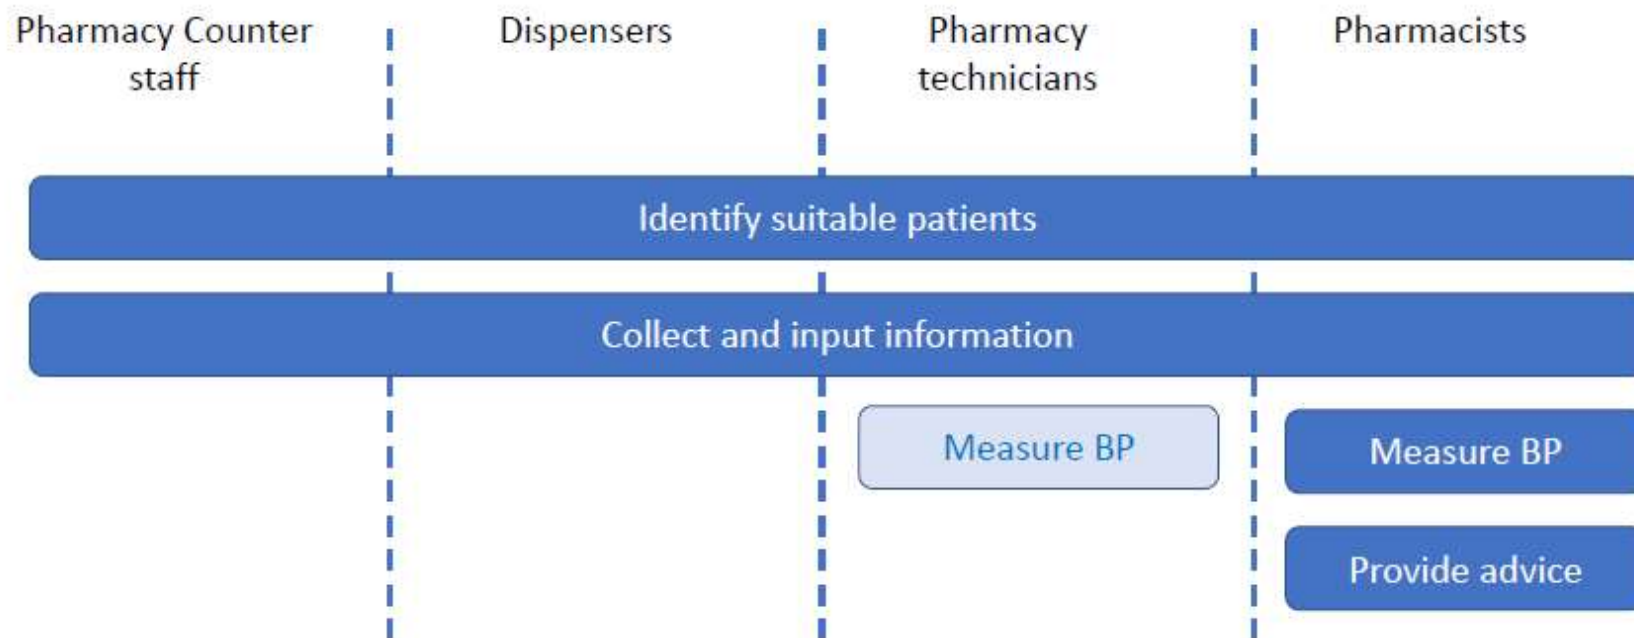 Pharmacy Counter
staff
Dispensers
Pharmacy
technicians
Pharmacists
Identify suitable patients
Collect and input information
Measure BP
Measure BP
Provide advice